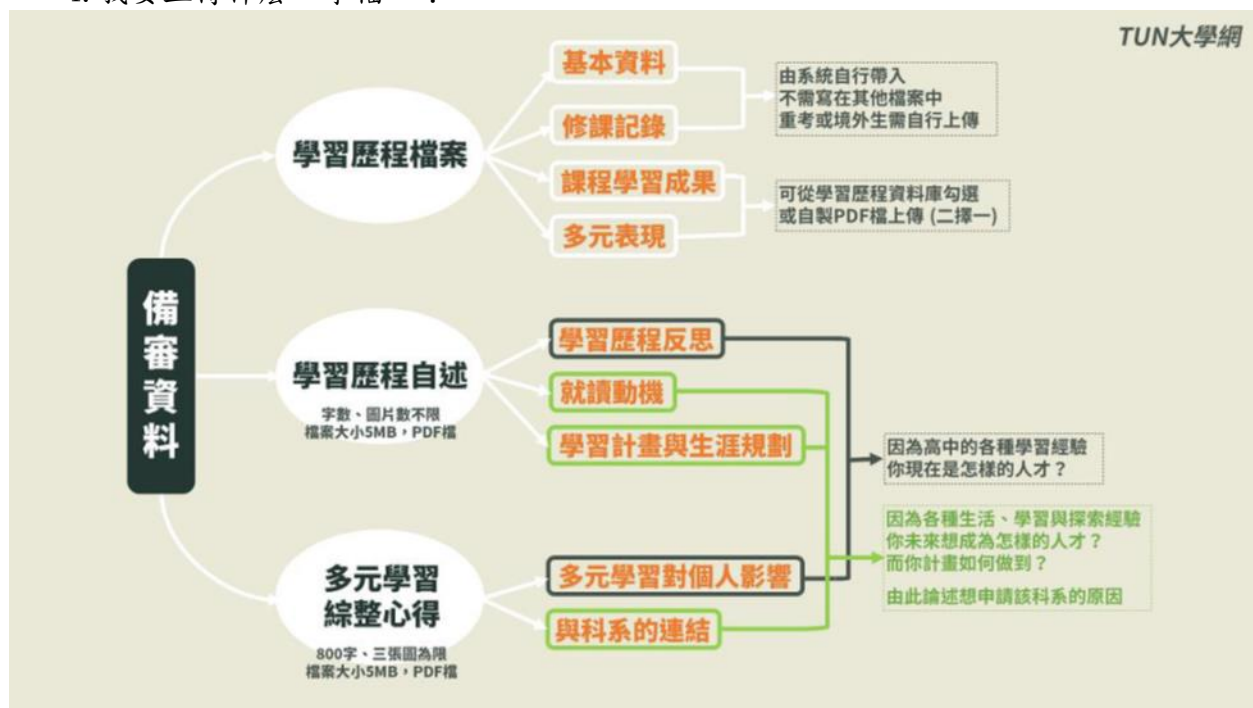 TUN大學網
備審資料
學習歷程檔案
基本資料
修課記錄
由系統自行帶入
不需寫在其他檔案中
重考或境外生需自行上傳
課程學習成果
多元表現
可從學習歷程資料庫勾選
或自製PDF檔上傳 (二擇一)
學習歷程自述
字數、圖片數不限
檔案大小5MB，PDF檔
學習歷程反思
就讀動機
學習計畫與生涯規劃
多元學習
綜整心得
800字、三張圖為限
檔案大小5MB，PDF檔
多元學習對個人影響
與科系的連結
因為高中的各種學習經驗
你現在是怎樣的人才？
因為各種生活、學習與探索經驗
你未來想成為怎樣的人才？
而你計畫如何做到？
由此論述想申請該科系的原因